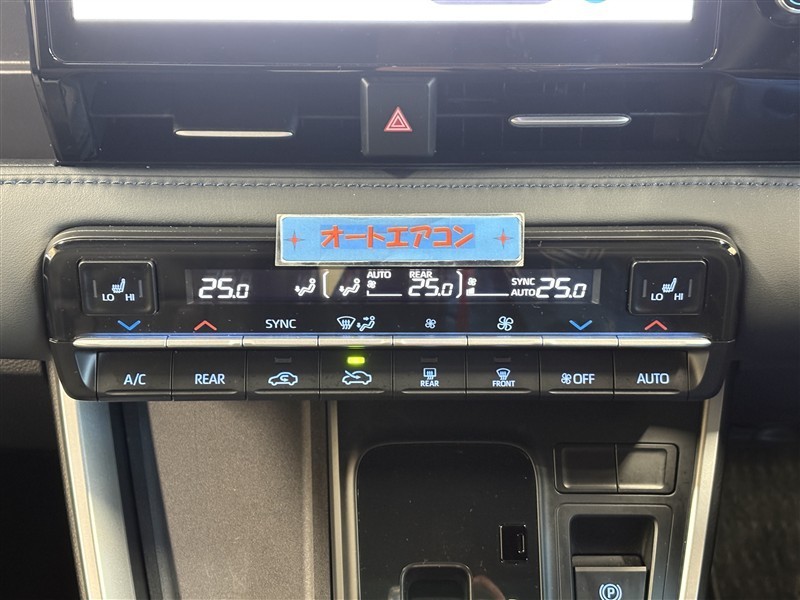 オートエアコン
LO HI
25.0
AUTO
REAR
25.0
SYNC
AUTO 25.0
LO HI
SYNC
A/C
REAR
REAR
FRONT
OFF
AUTO
P